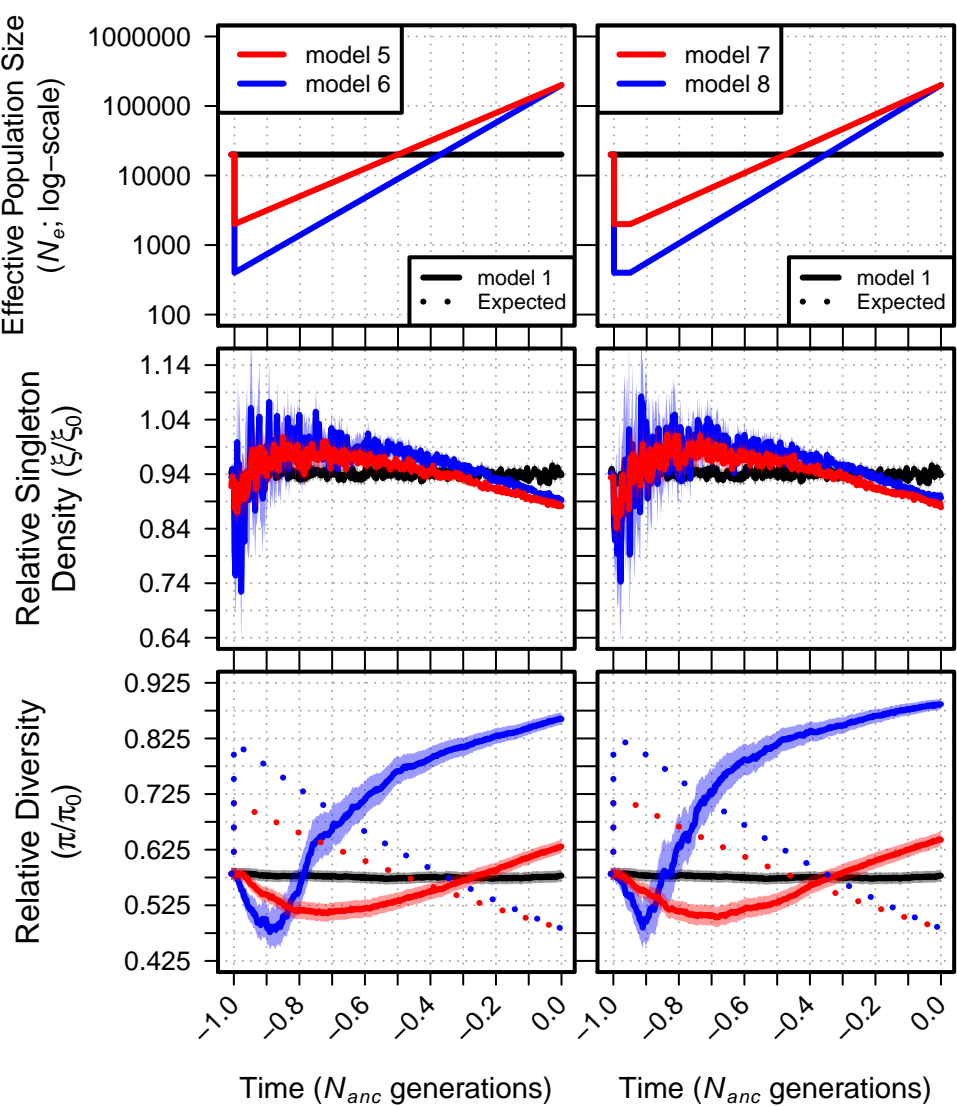 Effective Population Size
(Ne; log−scale)
1000000
100000
10000
1000
100
model 5
model 6
model 1
Expected
model 7
model 8
model 1
Expected
Relative Singleton
Density (ξ/ξ0)
1.14
1.04
0.94
0.84
0.74
0.64
Relative Diversity
(π/π0)
0.925
0.825
0.725
0.625
0.525
0.425
−1.0
−0.8
−0.6
−0.4
−0.2
0.0
−1.0
−0.8
−0.6
−0.4
−0.2
0.0
Time (Nanc generations)
Time (Nanc generations)